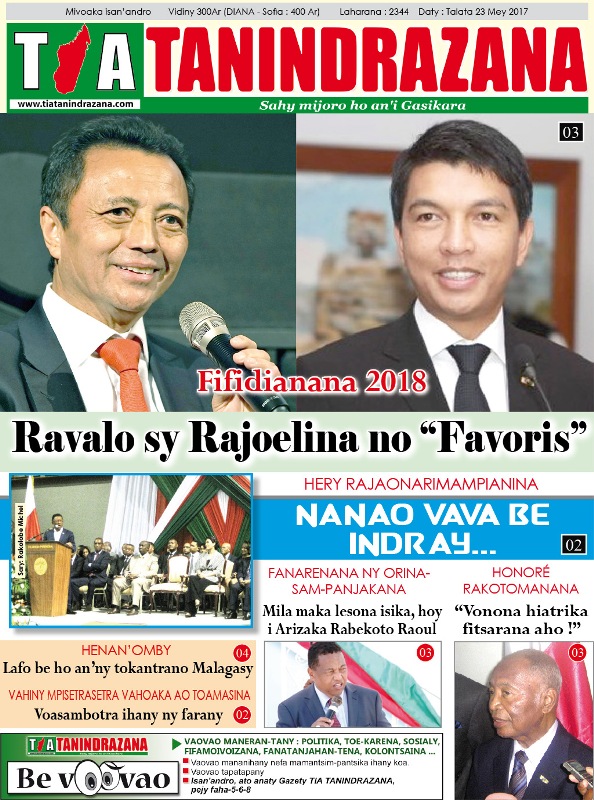 Mivoaka isan'andro Vidiny 300Ar (DIANA - Sofia : 400 Ar) Laharana : 2344 Daty : Talata 23 Mey 2017
TIA TANINDRAZANA
www.tiatanindrazana.com
Sahy mijoro ho an'i Gasikara
03
Fifidianana 2018
Ravalo sy Rajoelina no “Favoris”
Sary: Rakotobe Michel
HERY RAJAONARIMAMPIANINA
NANAO VAVA BE
INDRAY...
02
FANARENANA NY ORINA-
SAM-PANJAKANA
Mila maka lesona isika, hoy
i Arizaka Rabekoto Raoul
03
HONORÉ
RAKOTOMANANA
“Vonona hiatrika
fitsarana aho !”
03
HENAN’OMBY
04
Lafo be ho an’ny tokantrano Malagasy
VAHINY MPISETRASETRA VAHOAKA AO TOAMASINA
Voasambotra ihany ny farany
02
TIA TANINDRAZANA
Be vOOvao
VAOVAO MANERAN-TANY : POLITIKA, TOE-KARENA, SOSIALY,
FIFAMOIVOIZANA, FANATANJAHAN-TENA, KOLONTSAINA ...
Vaovao mananihany nefa mamantsim-pantsika ihany koa.
Vaovao tapatapany
Isan'andro, ato anaty Gazety TIA TANINDRAZANA,
pejy faha-5-6-8